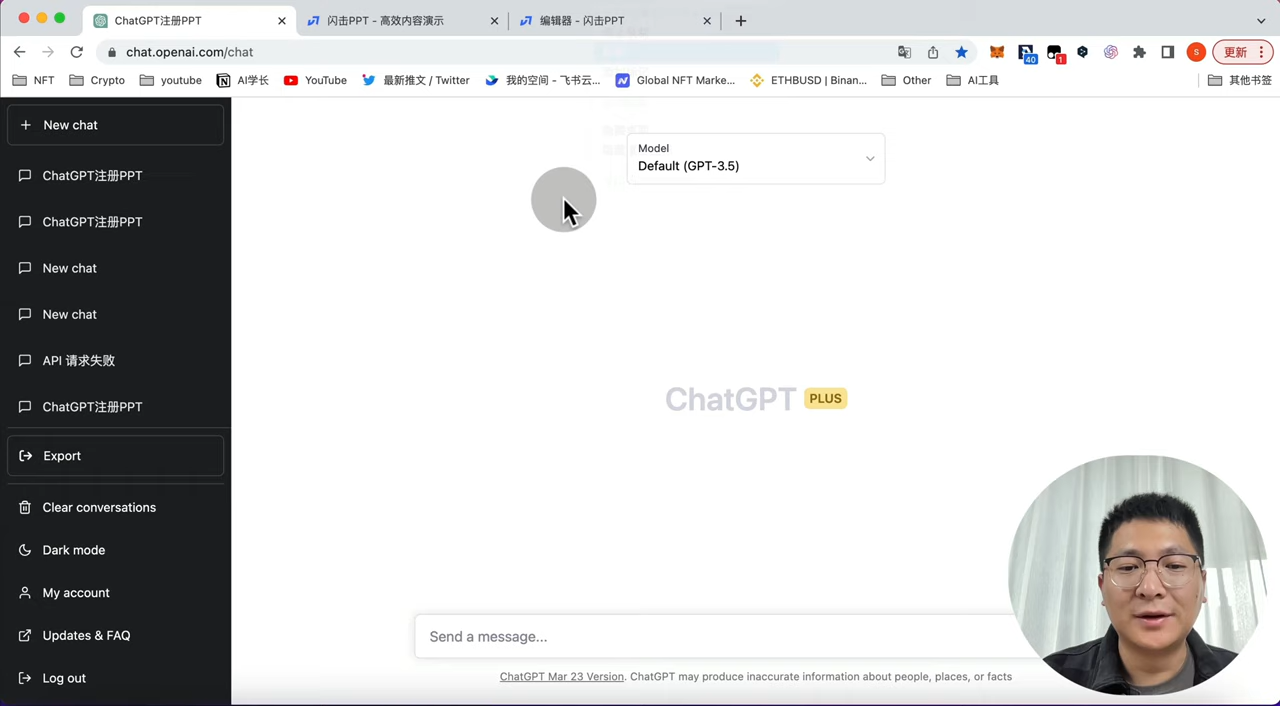 ChatGPT注册PPT
闪击PPT - 高效内容演示
编辑器 - 闪击PPT
chat.openai.com/chat
40
1
S
更新
NFT
Crypto
youtube
AI学长
YouTube
最新推文 / Twitter
我的空间 - 飞书云...
Global NFT Marke...
ETHBUSD | Binan...
Other
AI工具
其他书签
New chat
ChatGPT注册PPT
ChatGPT注册PPT
New chat
New chat
API 请求失败
ChatGPT注册PPT
Export
Clear conversations
Dark mode
My account
Updates & FAQ
Log out
Model
Default (GPT-3.5)
ChatGPT PLUS
Send a message...
ChatGPT Mar 23 Version. ChatGPT may produce inaccurate information about people, places, or facts